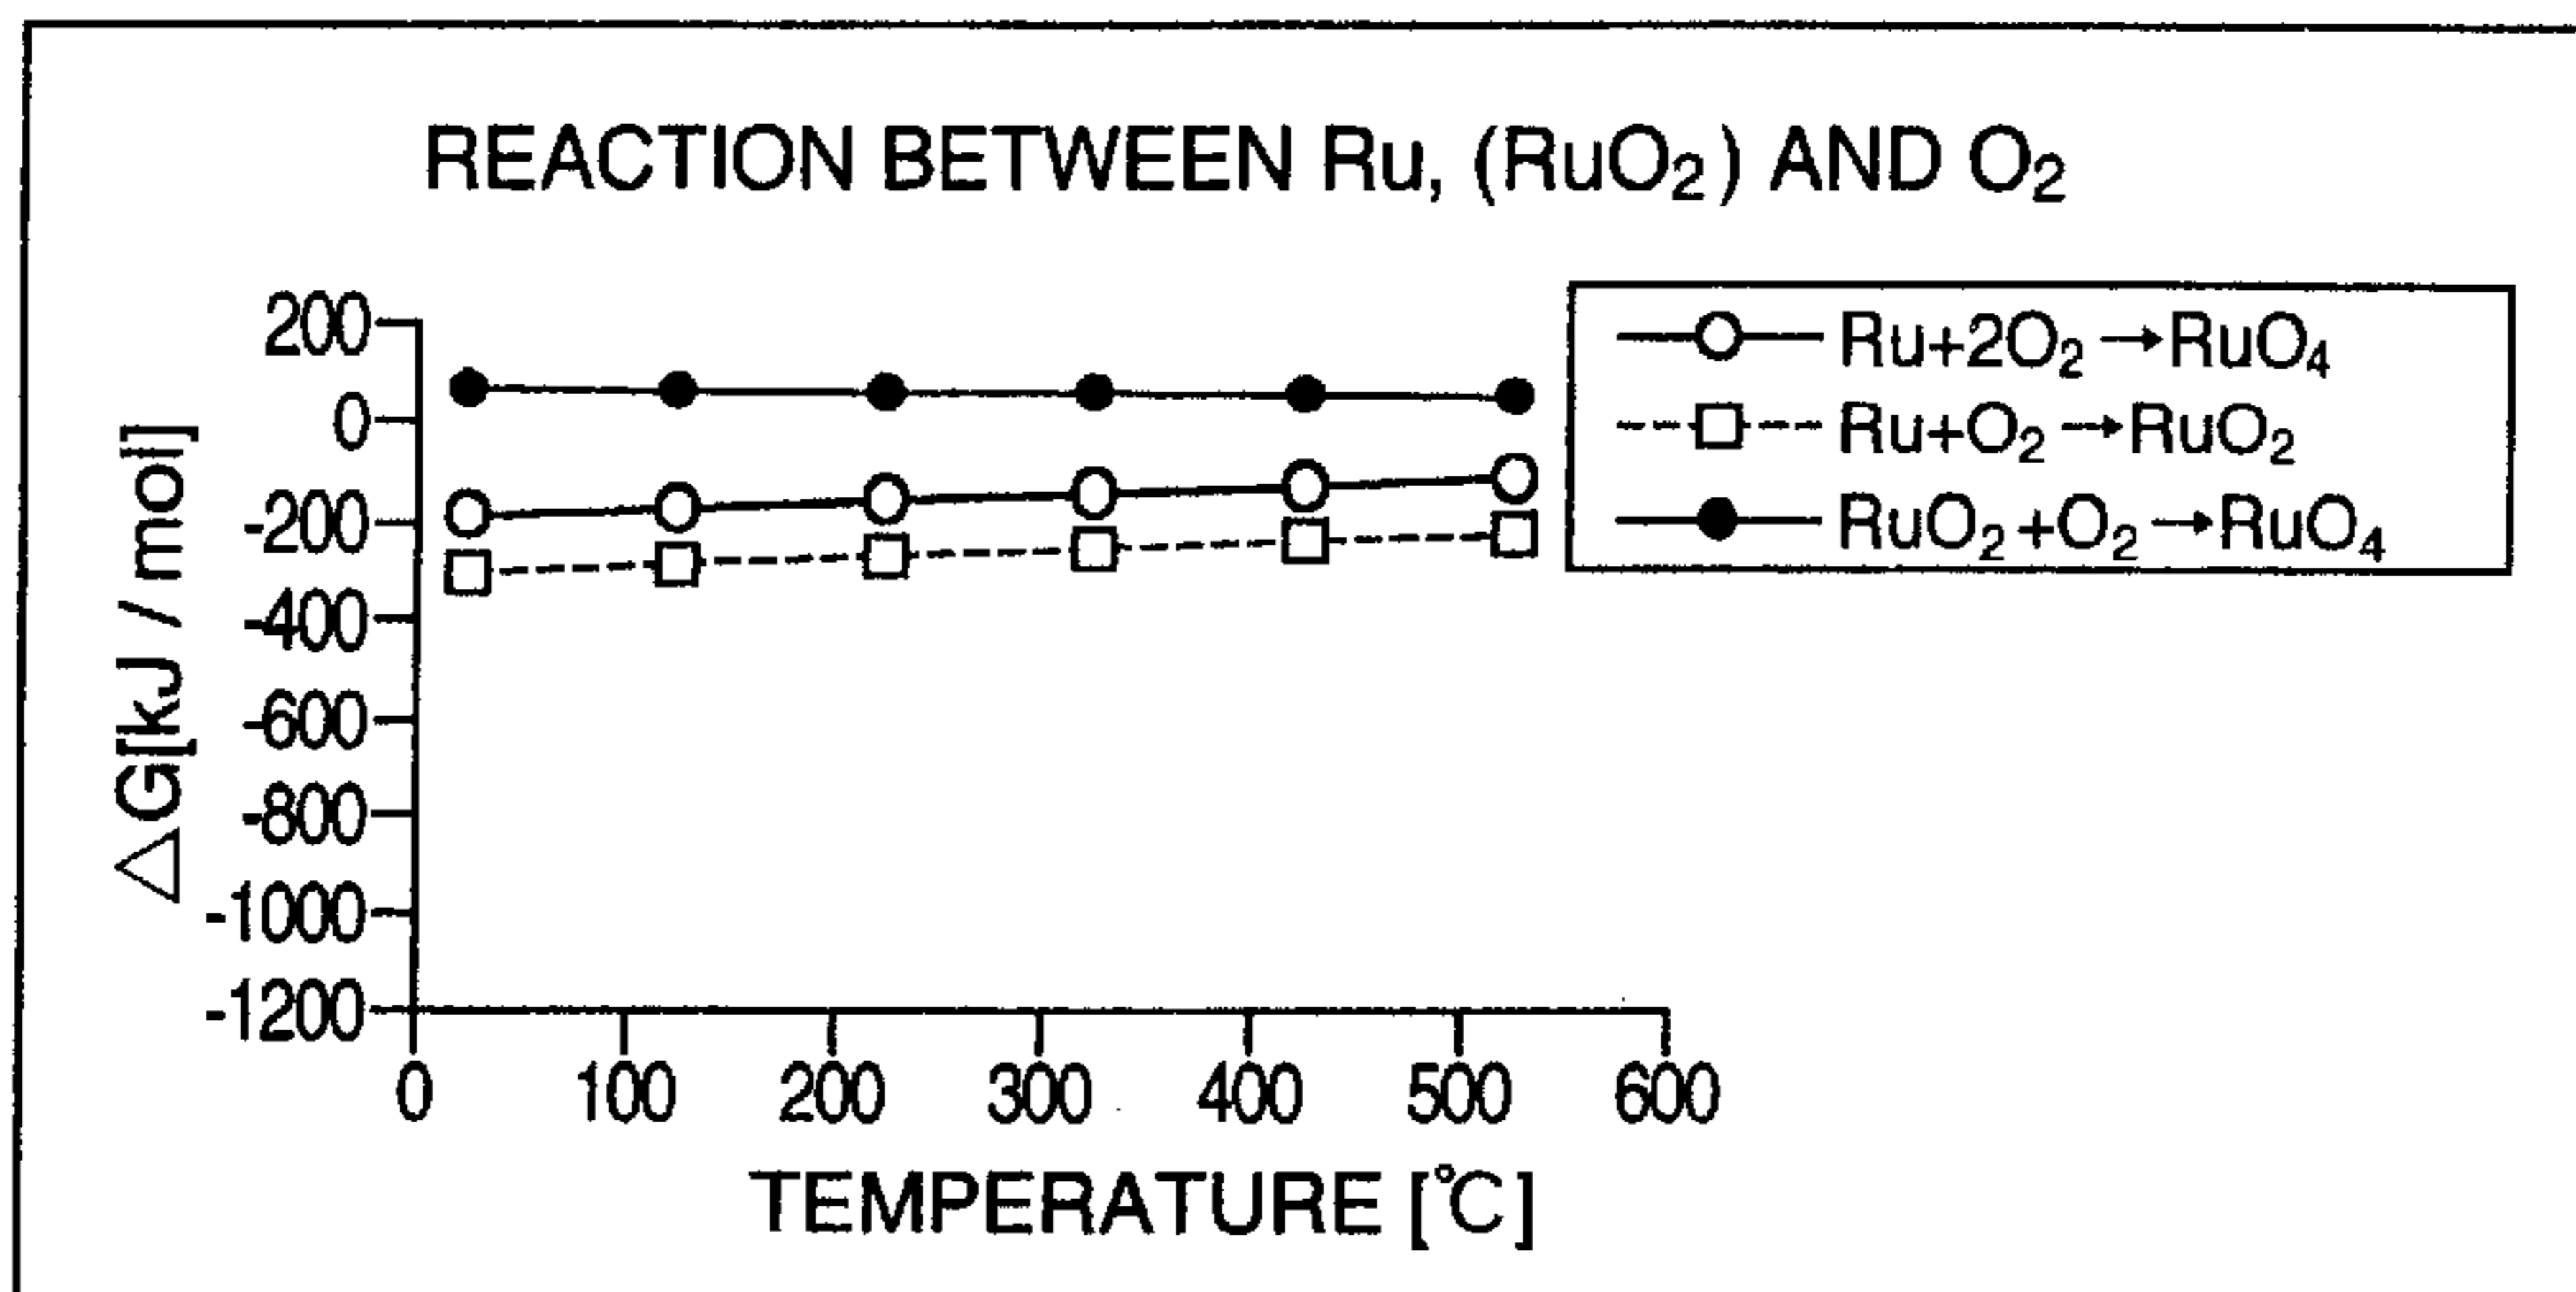 REACTION BETWEEN Ru, (RuO₂) AND O₂
Ru+2O₂→RuO₄
Ru+O₂→RuO₂
RuO₂+O₂→RuO₄
△G[kJ / mol]
200
0
-200
-400
-600
-800
-1000
-1200
0 100 200 300 400 500 600
TEMPERATURE [℃]